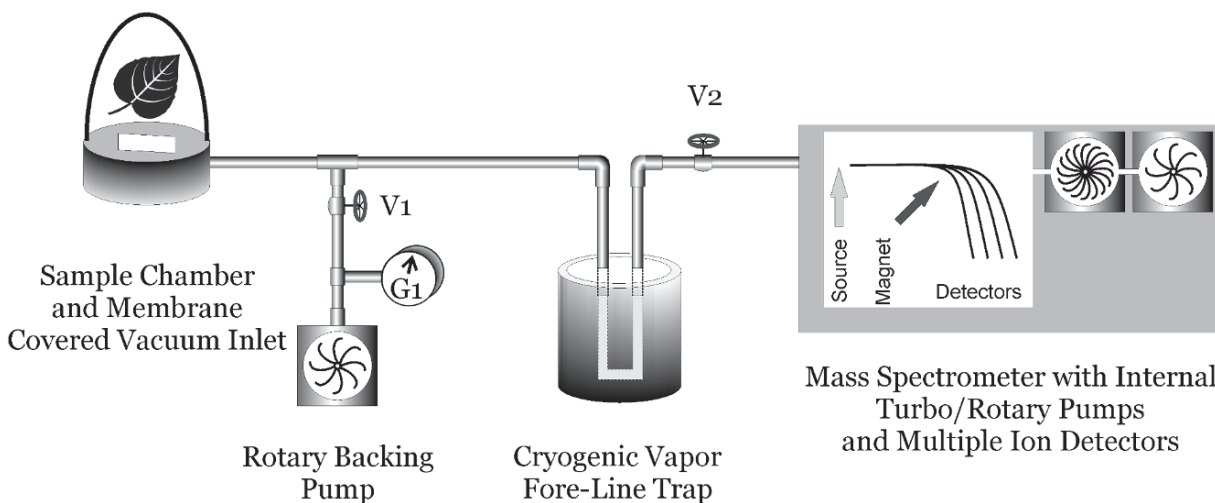 V2
V1
G1
Source
Magnet
Detectors
Sample Chamber
and Membrane
Covered Vacuum Inlet
Rotary Backing
Pump
Cryogenic Vapor
Fore-Line Trap
Mass Spectrometer with Internal
Turbo/Rotary Pumps
and Multiple Ion Detectors